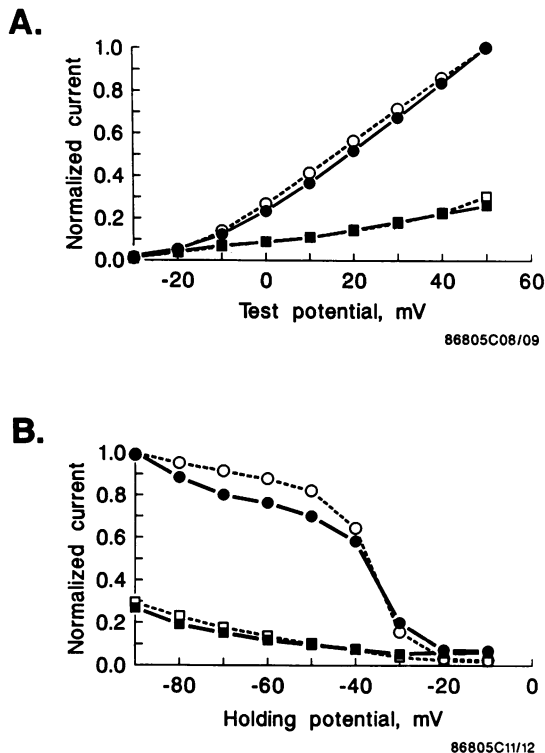 A.
Normalized current
1.0
0.8
0.6
0.4
0.2
0.0
-20 0 20 40 60
Test potential, mV
86805C08/09
B.
Normalized current
1.0
0.8
0.6
0.4
0.2
0.0
-80 -60 -40 -20 0
Holding potential, mV
86805C11/12